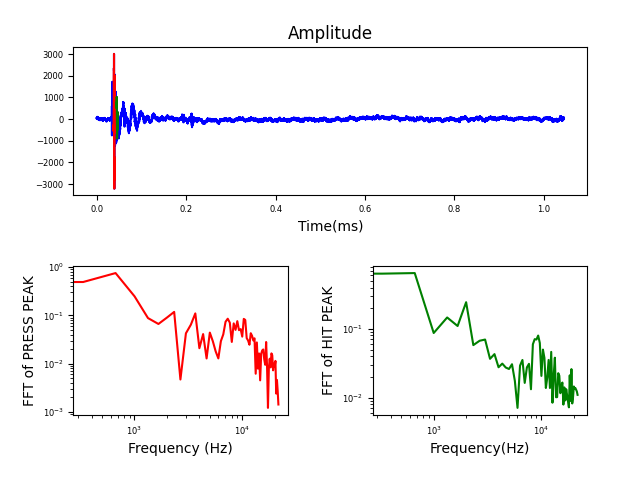 Amplitude
3000
2000
1000
0
−1000
−2000
−3000
0.0 0.2 0.4 0.6 0.8 1.0
Time(ms)
FFT of PRESS PEAK
10⁰
10⁻¹
10⁻²
10⁻³
10³ 10⁴
Frequency (Hz)
FFT of HIT PEAK
10⁻¹
10⁻²
10³ 10⁴
Frequency(Hz)